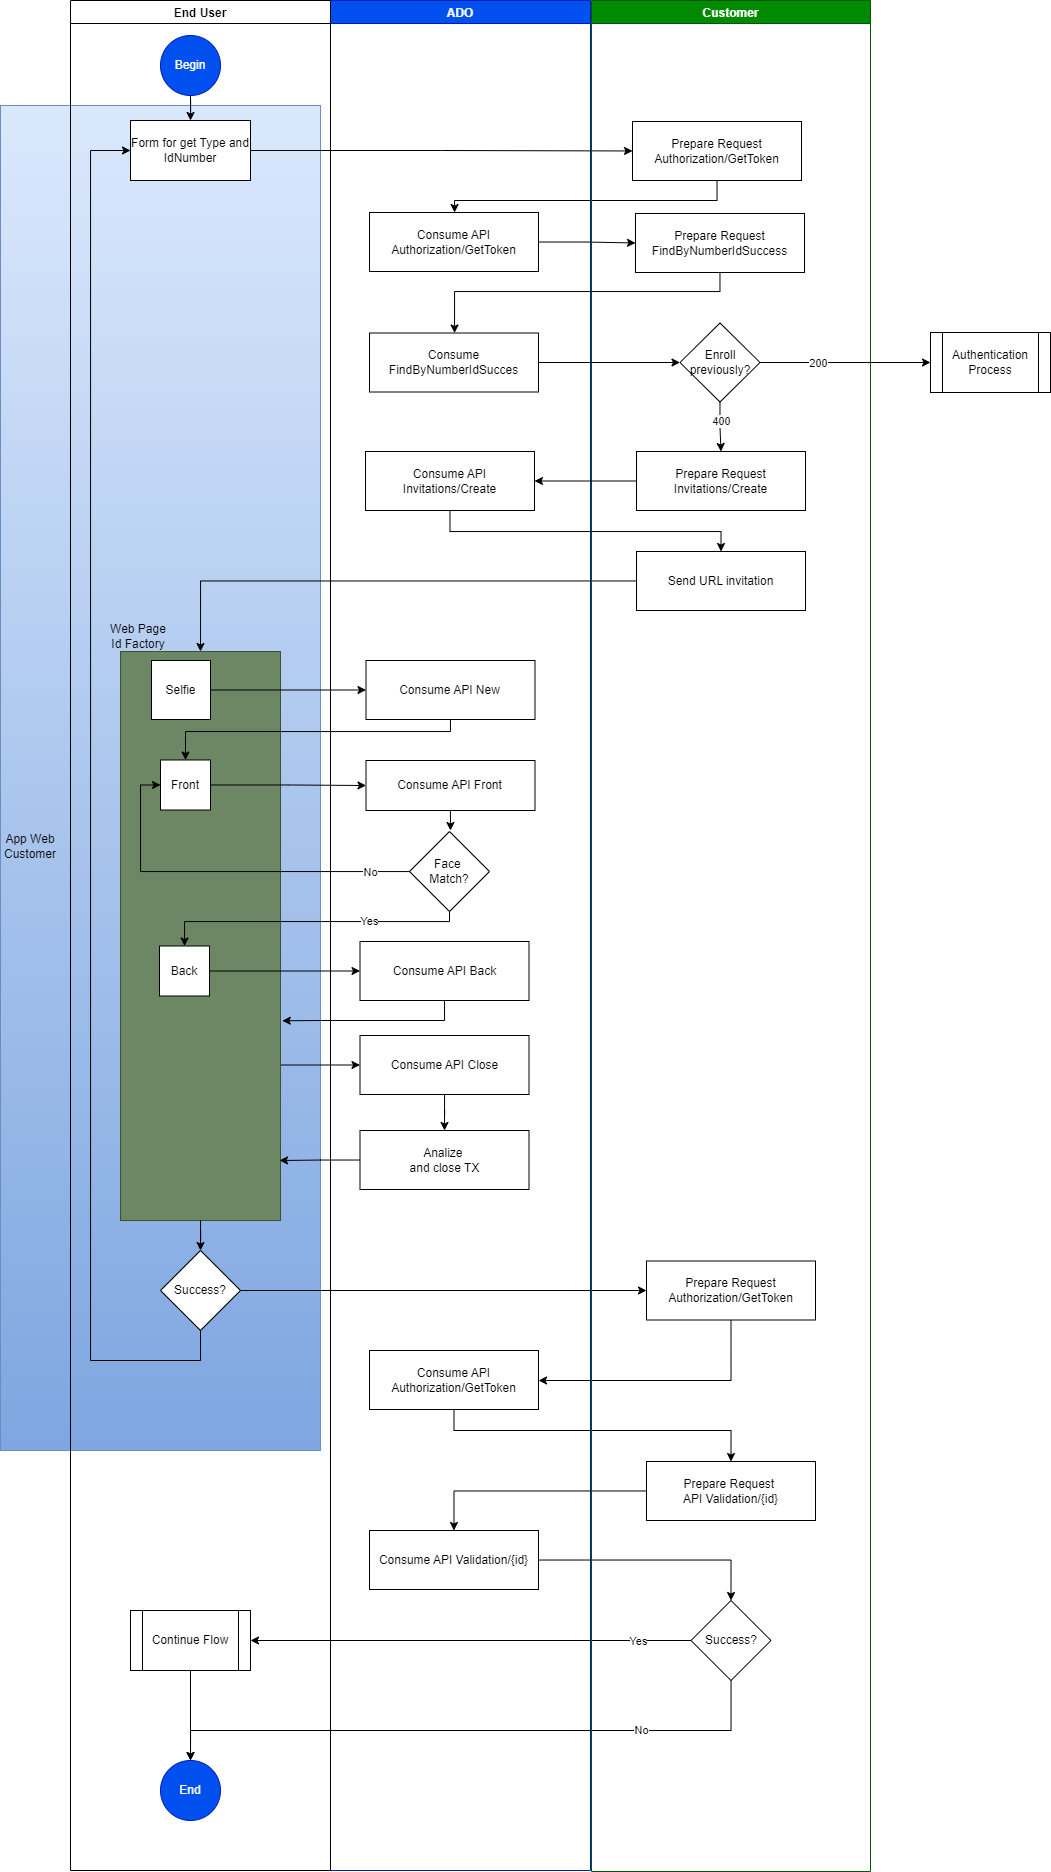 End User
ADO
Customer
Begin
Form for get Type and
IdNumber
Prepare Request
Authorization/GetToken
Consume API
Authorization/GetToken
Prepare Request
FindByNumberIdSuccess
Consume
FindByNumberIdSucces
Enroll
previously?
200
Authentication
Process
400
Consume API
Invitations/Create
Prepare Request
Invitations/Create
Send URL invitation
Web Page
Id Factory
Selfie
Consume API New
Front
Consume API Front
App Web
Customer
Face
Match?
No
Yes
Back
Consume API Back
Consume API Close
Analize
and close TX
Success?
Prepare Request
Authorization/GetToken
Consume API
Authorization/GetToken
Prepare Request
API Validation/{id}
Consume API Validation/{id}
Continue Flow
Yes
Success?
No
End